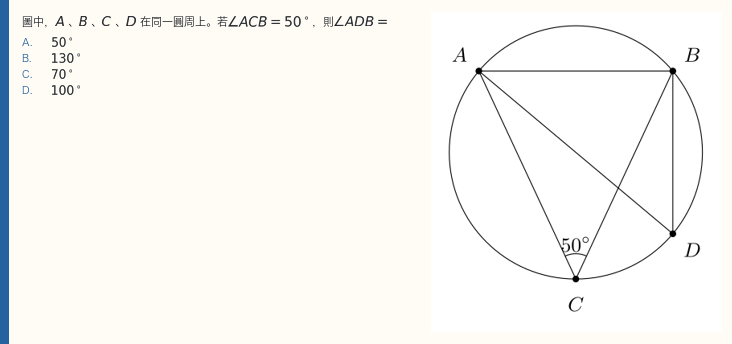 圖中，A、B、C、D 在同一圓周上。若∠ACB = 50°，則∠ADB =
A. 50°
B. 130°
C. 70°
D. 100°
A
B
50°
D
C